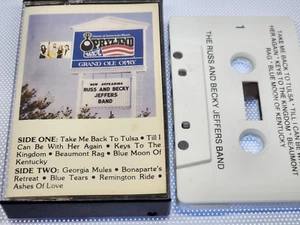 OPRYLAND
GRAND OLE OPRY
NOW APPEARING
RUSS AND BECKY
JEFFERS
BAND
SIDE ONE: Take Me Back To Tulsa • Till I
Can Be With Her Again • Keys To The
Kingdom • Beaumont Rag • Blue Moon Of
Kentucky
SIDE TWO: Georgia Mules • Bonaparte's
Retreat • Blue Tears • Remington Ride •
Ashes Of Love
1
THE RUSS AND BECKY JEFFERS
BAND
TAKE ME BACK TO TULSA • TILL I CAN BE WITH
HER AGAIN • KEYS TO THE KINGDOM • BEAUMONT
RAG • BLUE MOON OF KENTUCKY